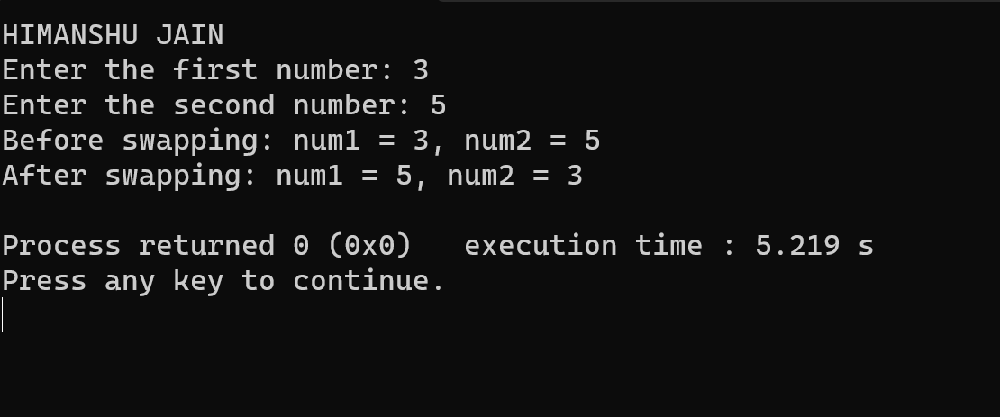 HIMANSHU JAIN
Enter the first number: 3
Enter the second number: 5
Before swapping: num1 = 3, num2 = 5
After swapping: num1 = 5, num2 = 3
Process returned 0 (0x0)   execution time : 5.219 s
Press any key to continue.